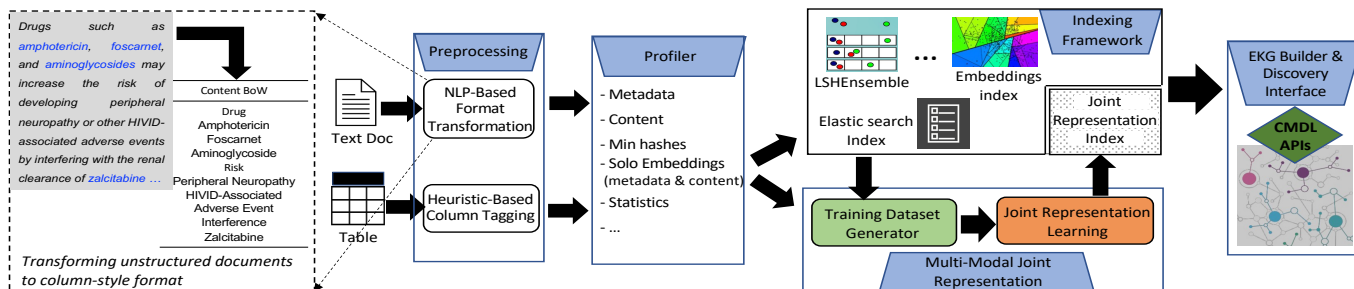 Drugs such as
amphotericin, foscarnet,
and aminoglycosides may
increase the risk of
developing peripheral
neuropathy or other HIVID-
associated adverse events
by interfering with the renal
clearance of zalcitabine ...
Content BoW
Drug
Amphotericin
Foscarnet
Aminoglycoside
Risk
Peripheral Neuropathy
HIVID-Associated
Adverse Event
Interference
Zalcitabine
Transforming unstructured documents
to column-style format
Text Doc
Table
Preprocessing
NLP-Based
Format
Transformation
Heuristic-Based
Column Tagging
Profiler
- Metadata
- Content
- Min hashes
- Solo Embeddings
(metadata & content)
- Statistics
- ...
Indexing
Framework
LSHEnsemble
...
Embeddings
index
Elastic search
Index
Joint
Representation
Index
Training Dataset
Generator
Joint Representation
Learning
Multi-Modal Joint
Representation
EKG Builder &
Discovery
Interface
CMDL
APIs